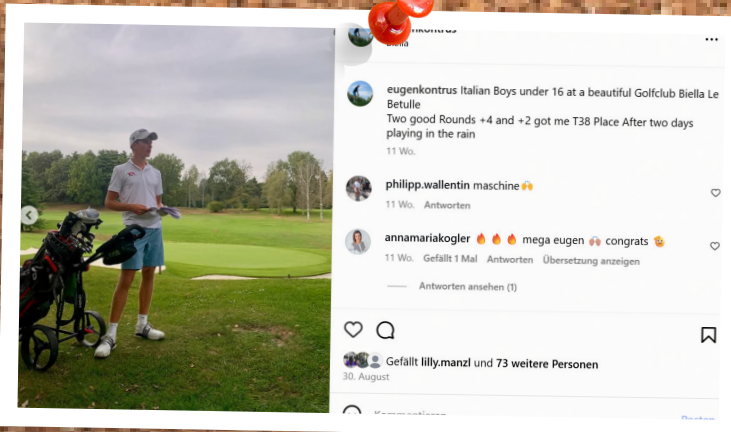 Biella
eugenkontrus Italian Boys under 16 at a beautiful Golfclub Biella Le
Betulle
Two good Rounds +4 and +2 got me T38 Place After two days
playing in the rain
11 Wo.
philipp.wallentin maschine🙌
11 Wo. Antworten
annamariakogler 🔥 🔥 🔥 mega eugen 🙌🏻 congrats 🤗
11 Wo. Gefällt 1 Mal Antworten Übersetzung anzeigen
Antworten ansehen (1)
Gefällt lilly.manzl und 73 weitere Personen
30. August
Kommentieren
Posten